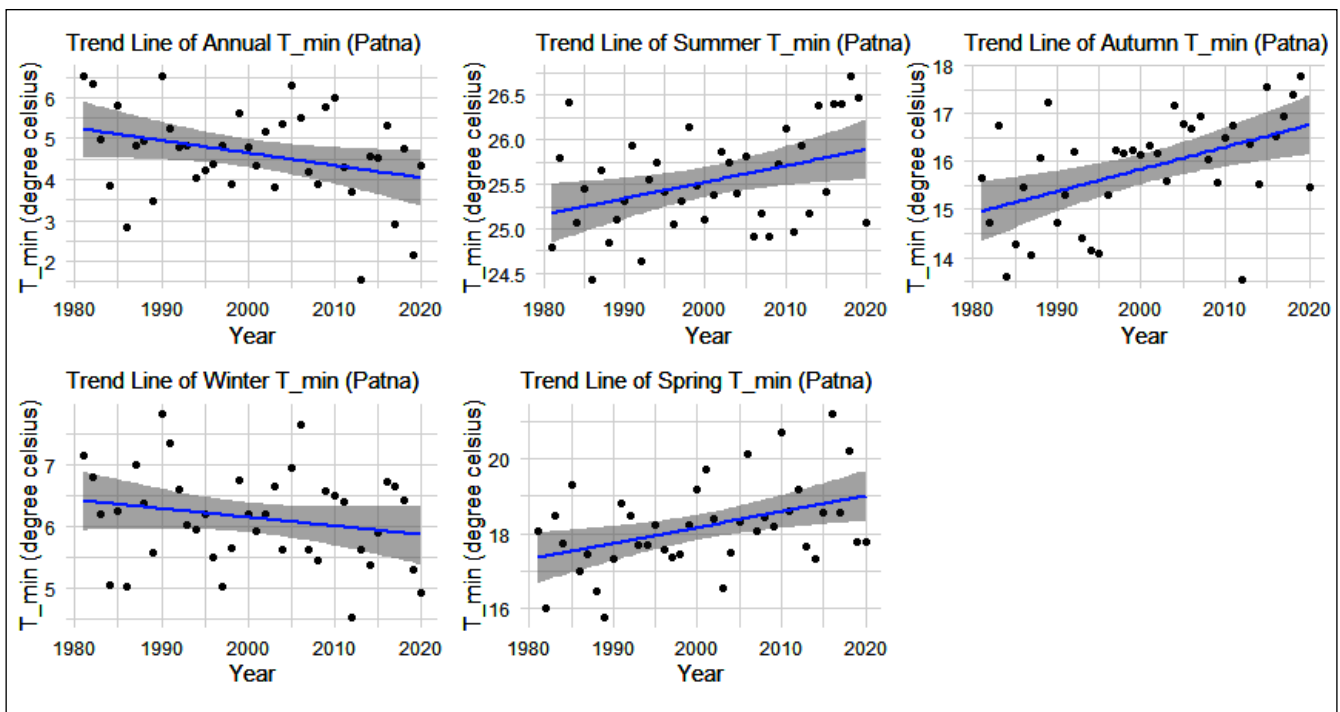 Trend Line of Annual T_min (Patna)
T_min (degree celsius)
6
5
4
3
2
1980 1990 2000 2010 2020
Year
Trend Line of Summer T_min (Patna)
T_min (degree celsius)
26.5
26.0
25.5
25.0
24.5
1980 1990 2000 2010 2020
Year
Trend Line of Autumn T_min (Patna)
T_min (degree celsius)
18
17
16
15
14
1980 1990 2000 2010 2020
Year
Trend Line of Winter T_min (Patna)
T_min (degree celsius)
7
6
5
1980 1990 2000 2010 2020
Year
Trend Line of Spring T_min (Patna)
T_min (degree celsius)
20
18
16
1980 1990 2000 2010 2020
Year